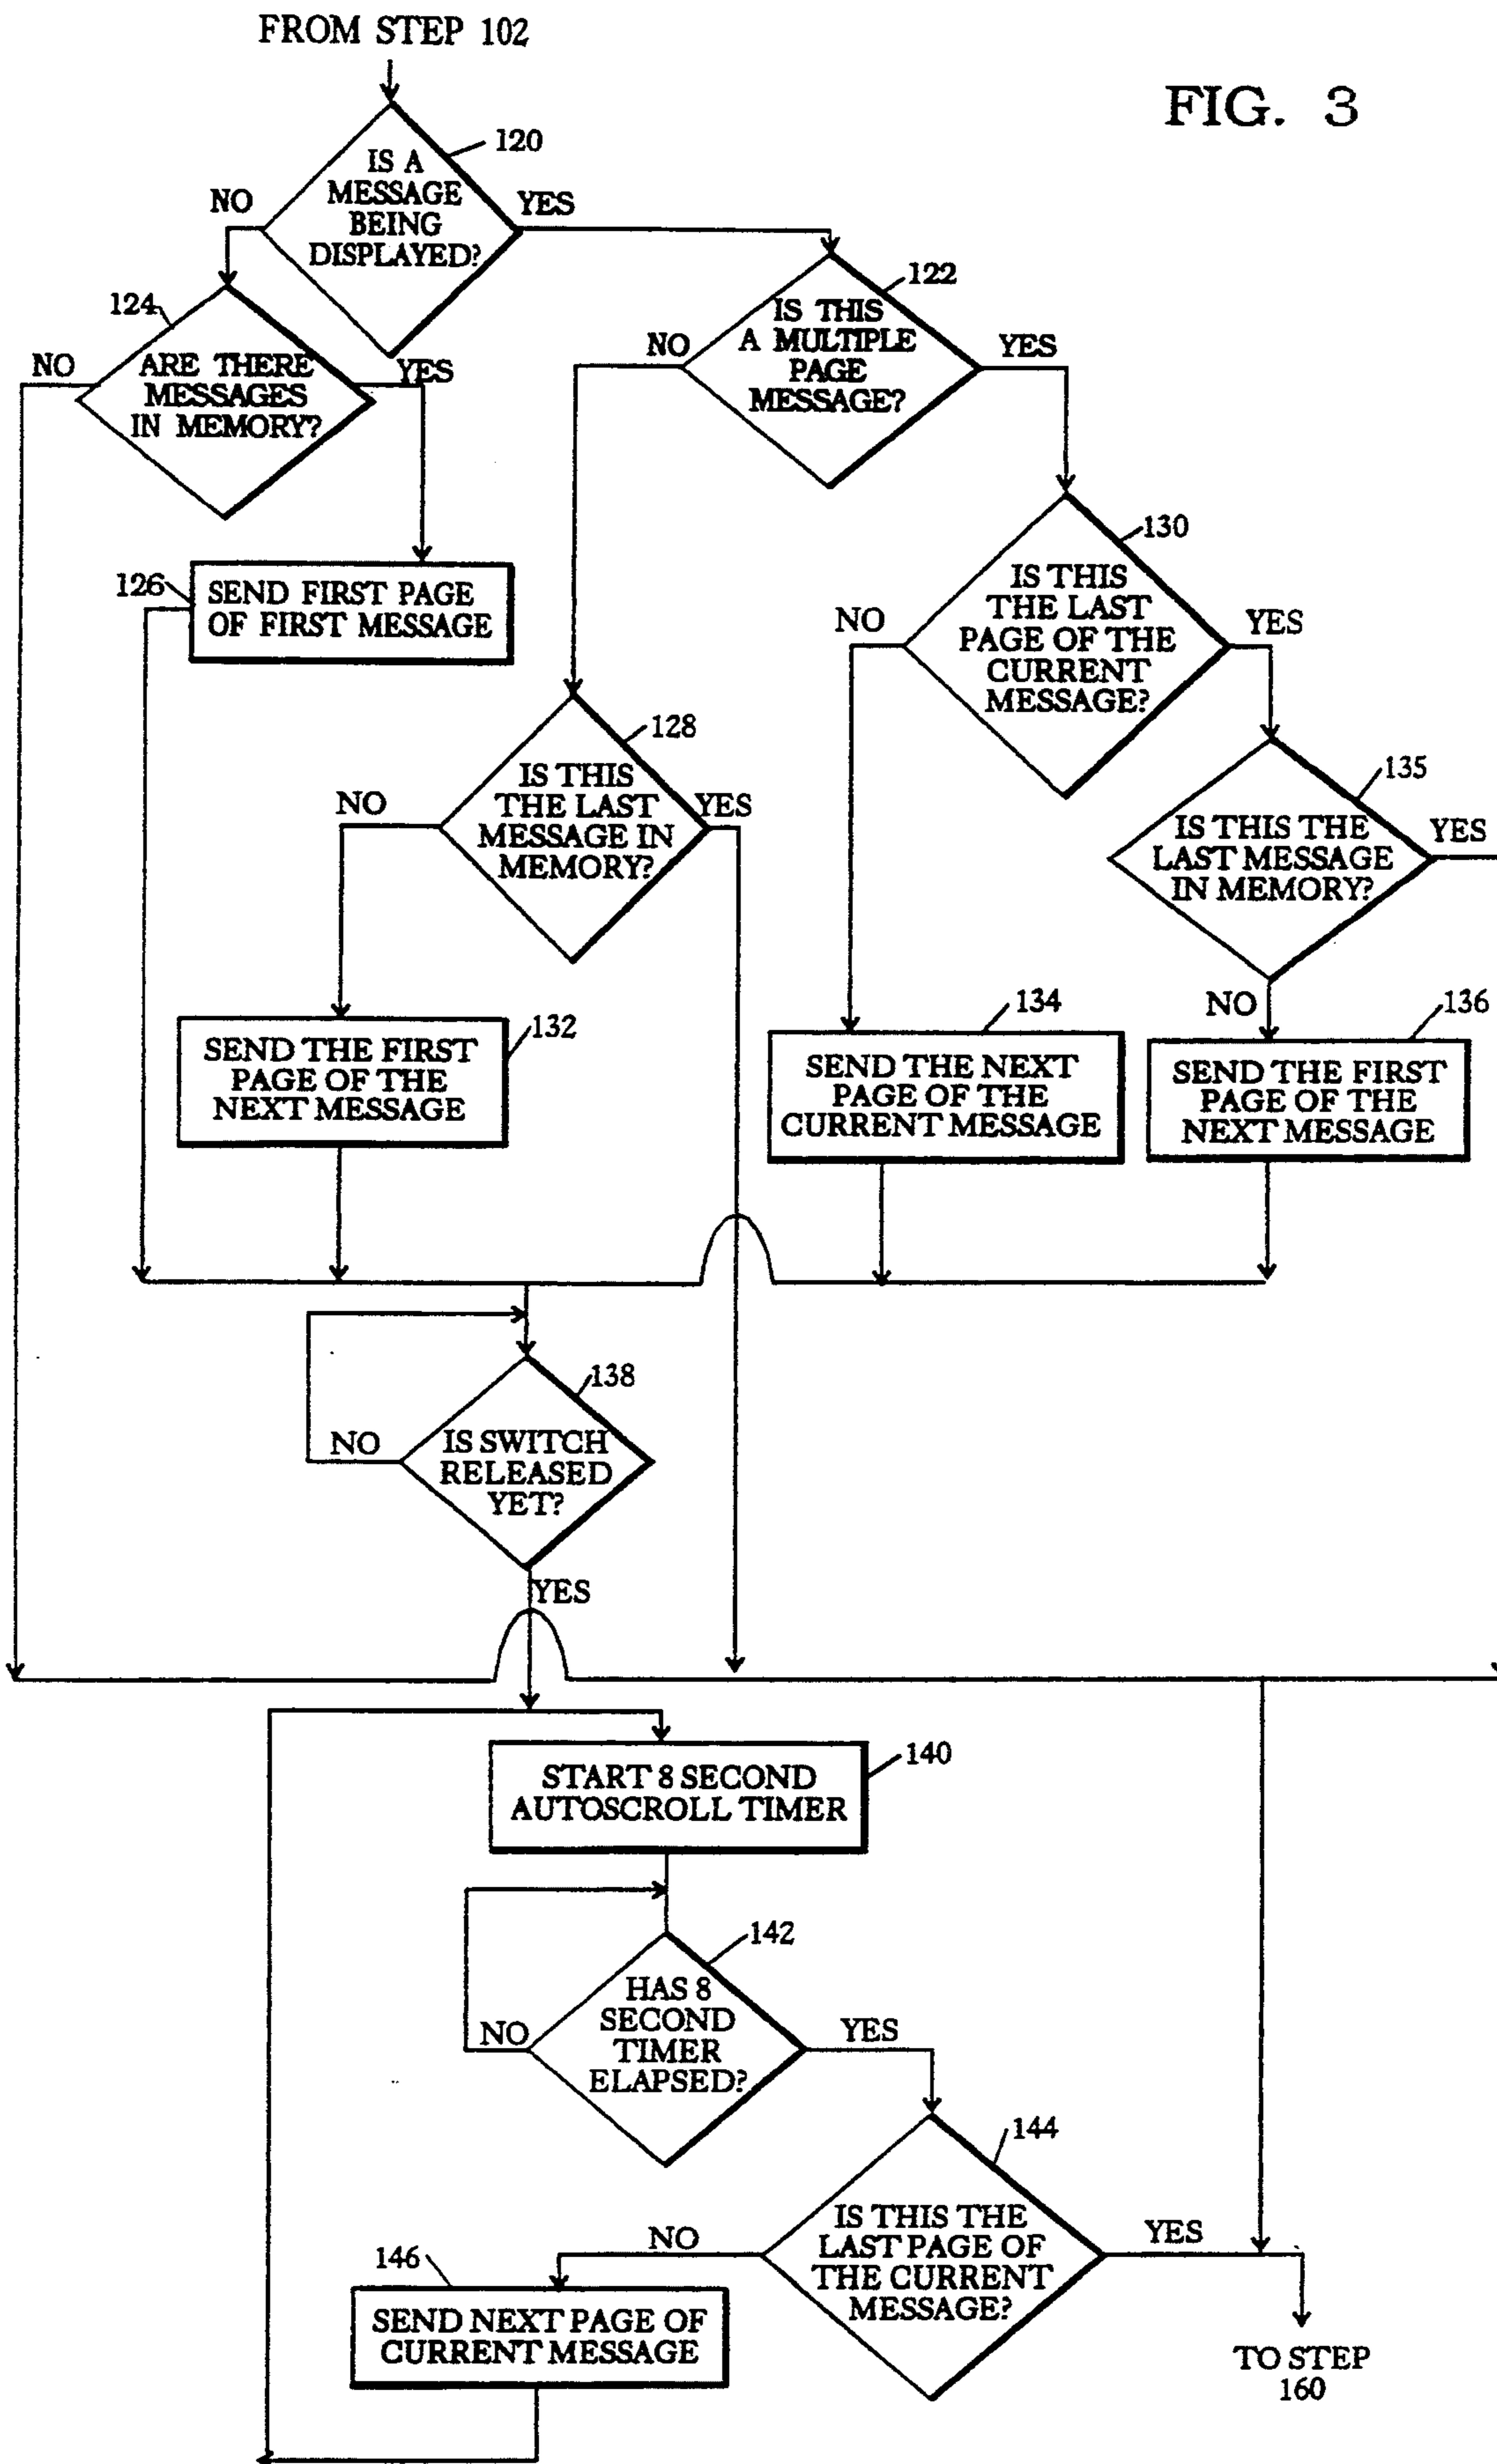 FROM STEP 102
FIG. 3
120
IS A
MESSAGE
BEING
DISPLAYED?
NO
YES
124
ARE THERE
MESSAGES
IN MEMORY?
NO
YES
122
IS THIS
A MULTIPLE
PAGE
MESSAGE?
NO
YES
126
SEND FIRST PAGE
OF FIRST MESSAGE
130
IS THIS
THE LAST
PAGE OF THE
CURRENT
MESSAGE?
NO
YES
128
IS THIS
THE LAST
MESSAGE IN
MEMORY?
NO
YES
135
IS THIS THE
LAST MESSAGE
IN MEMORY?
YES
NO
132
SEND THE FIRST
PAGE OF THE
NEXT MESSAGE
134
SEND THE NEXT
PAGE OF THE
CURRENT MESSAGE
136
SEND THE FIRST
PAGE OF THE
NEXT MESSAGE
138
IS SWITCH
RELEASED
YET?
NO
YES
140
START 8 SECOND
AUTOSCROLL TIMER
142
HAS 8
SECOND
TIMER
ELAPSED?
NO
YES
144
IS THIS THE
LAST PAGE OF
THE CURRENT
MESSAGE?
NO
YES
146
SEND NEXT PAGE OF
CURRENT MESSAGE
TO STEP
160